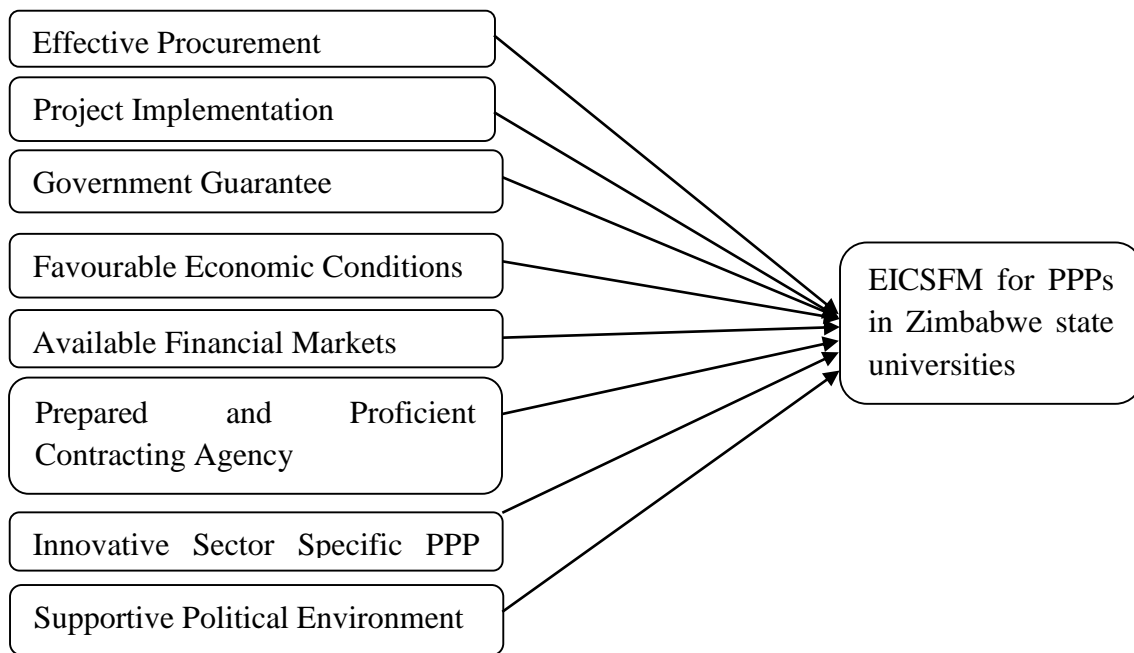 Effective Procurement
Project Implementation
Government Guarantee
Favourable Economic Conditions
Available Financial Markets
Prepared and Proficient
Contracting Agency
Innovative Sector Specific PPP
Supportive Political Environment
EICSFM for PPPs
in Zimbabwe state
universities